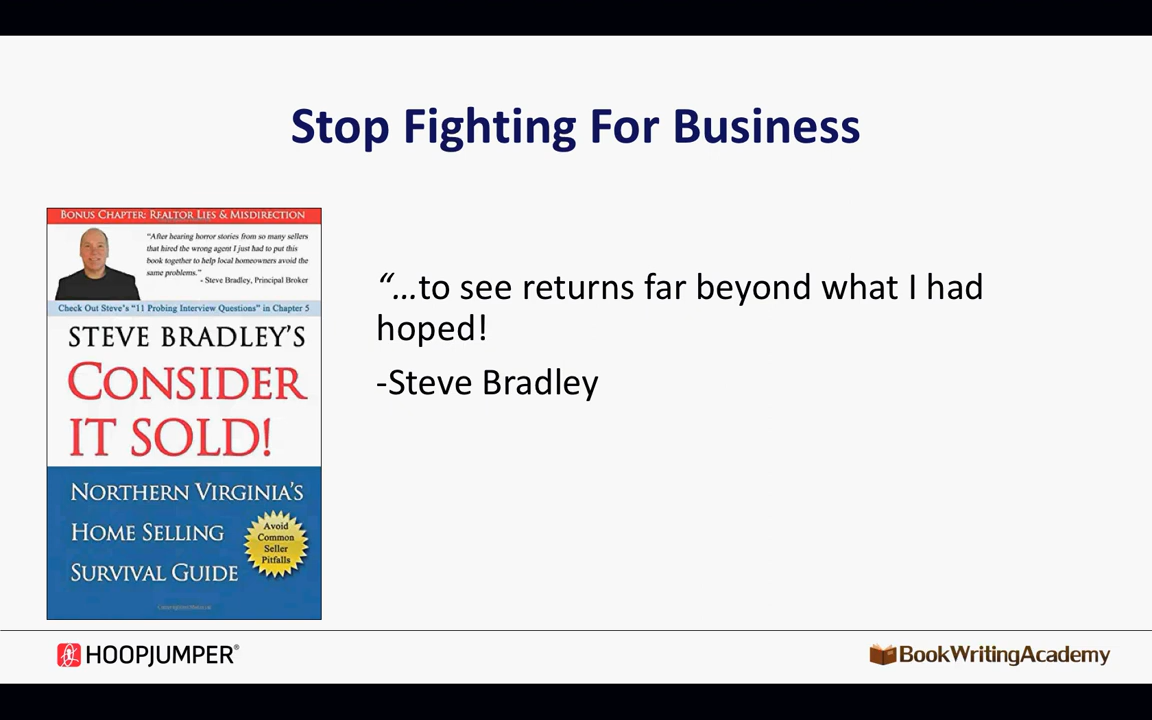 Stop Fighting For Business
BONUS CHAPTER: REALTOR LIES & MISDIRECTION
"After hearing horror stories from so many sellers
that hired the wrong agent I just had to put this
book together to help local homeowners avoid the
same problems."
- Steve Bradley, Principal Broker
Check Out Steve's "11 Probing Interview Questions" in Chapter 5
STEVE BRADLEY'S
CONSIDER
IT SOLD!
NORTHERN VIRGINIA'S
HOME SELLING
SURVIVAL GUIDE
Avoid
Common
Seller
Pitfalls
“…to see returns far beyond what I had
hoped!
-Steve Bradley
HOOPJUMPER®
BookWritingAcademy